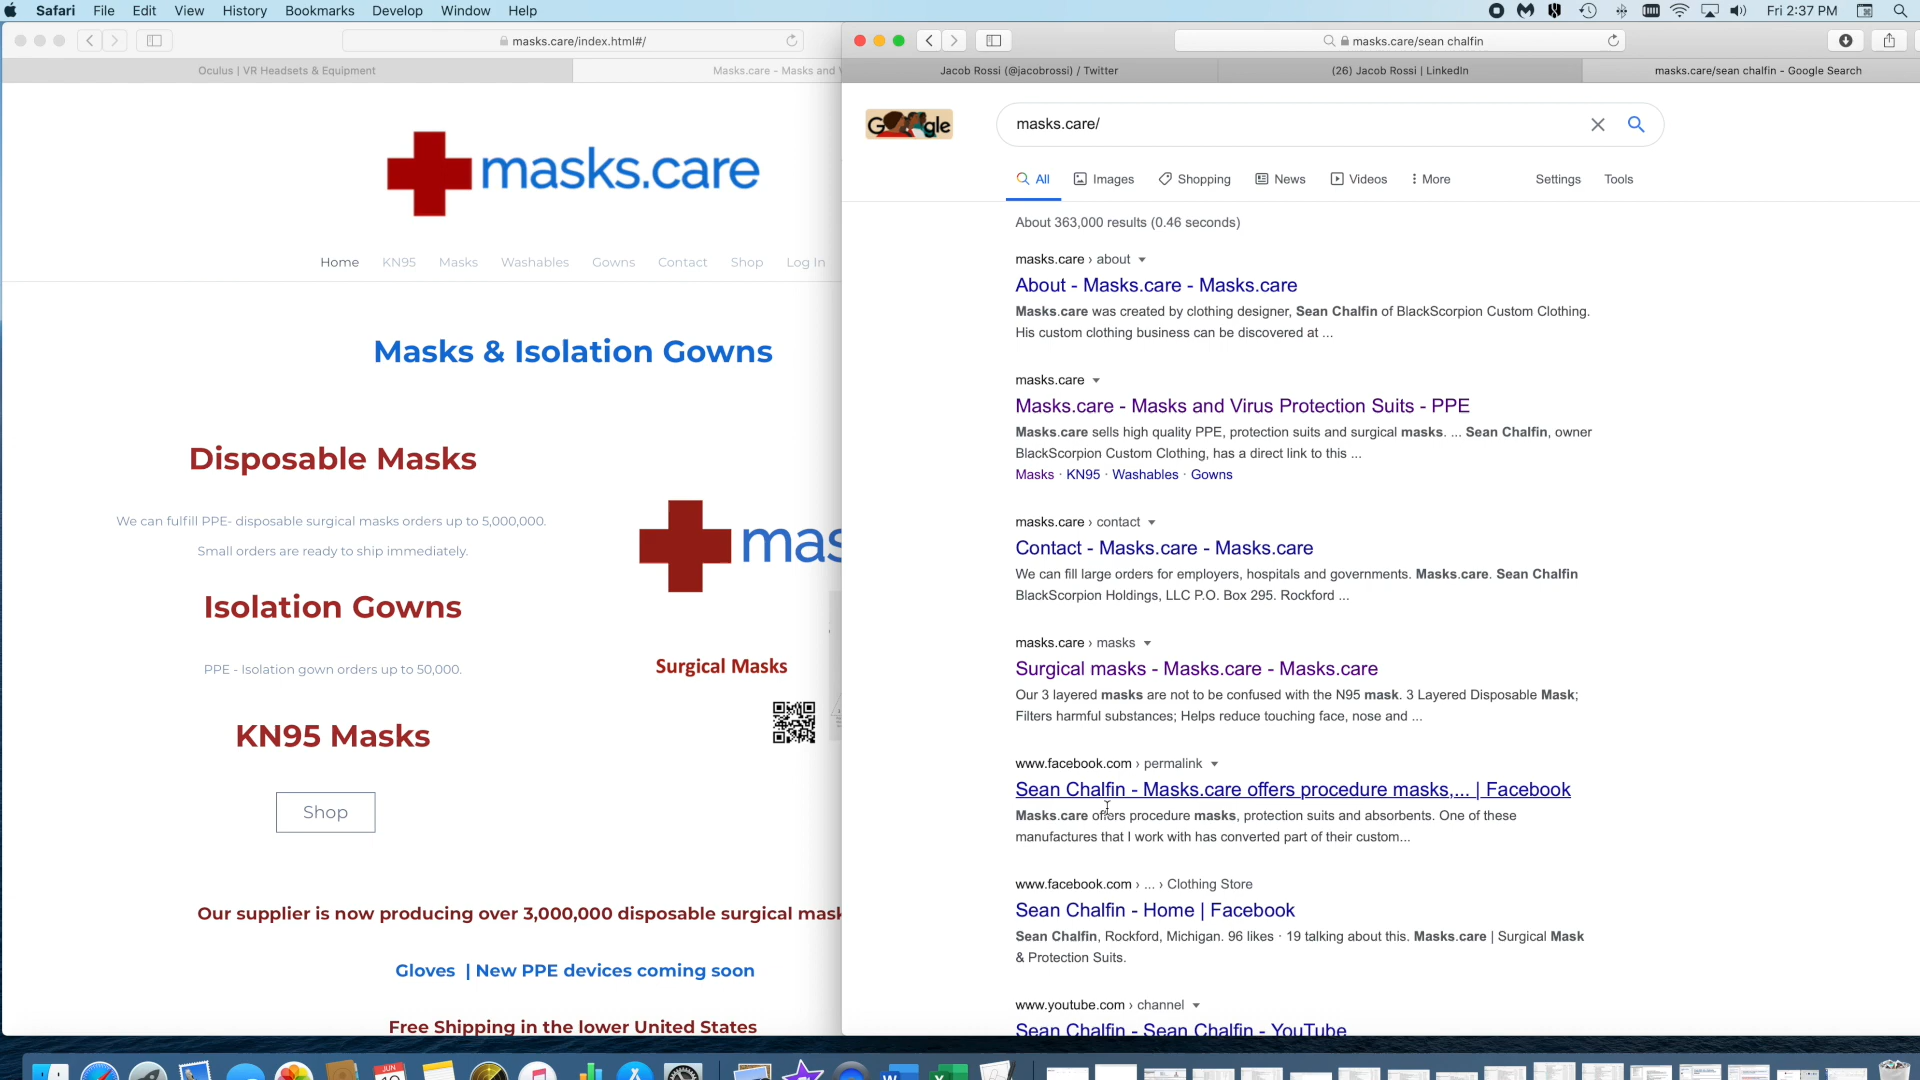 Safari File Edit View History Bookmarks Develop Window Help
Fri 2:37 PM
masks.care/index.html#/
Oculus | VR Headsets & Equipment
Masks.care - Masks and
masks.care
Home KN95 Masks Washables Gowns Contact Shop Log In
Masks & Isolation Gowns
Disposable Masks
We can fulfill PPE- disposable surgical masks orders up to 5,000,000.
Small orders are ready to ship immediately.
Isolation Gowns
PPE - Isolation gown orders up to 50,000.
KN95 Masks
Shop
mas
Surgical Masks
Our supplier is now producing over 3,000,000 disposable surgical mask
Gloves | New PPE devices coming soon
Free Shipping in the lower United States
masks.care/sean chalfin
Jacob Rossi (@jacobrossi) / Twitter
(26) Jacob Rossi | LinkedIn
masks.care/sean chalfin - Google Search
Google
masks.care/
All Images Shopping News Videos More Settings Tools
About 363,000 results (0.46 seconds)
masks.care › about
About - Masks.care - Masks.care
Masks.care was created by clothing designer, Sean Chalfin of BlackScorpion Custom Clothing.
His custom clothing business can be discovered at ...
masks.care
Masks.care - Masks and Virus Protection Suits - PPE
Masks.care sells high quality PPE, protection suits and surgical masks. ... Sean Chalfin, owner
BlackScorpion Custom Clothing, has a direct link to this ...
Masks · KN95 · Washables · Gowns
masks.care › contact
Contact - Masks.care - Masks.care
We can fill large orders for employers, hospitals and governments. Masks.care. Sean Chalfin
BlackScorpion Holdings, LLC P.O. Box 295. Rockford ...
masks.care › masks
Surgical masks - Masks.care - Masks.care
Our 3 layered masks are not to be confused with the N95 mask. 3 Layered Disposable Mask;
Filters harmful substances; Helps reduce touching face, nose and ...
www.facebook.com › permalink
Sean Chalfin - Masks.care offers procedure masks,... | Facebook
Masks.care offers procedure masks, protection suits and absorbents. One of these
manufactures that I work with has converted part of their custom...
www.facebook.com › ... › Clothing Store
Sean Chalfin - Home | Facebook
Sean Chalfin, Rockford, Michigan. 96 likes · 19 talking about this. Masks.care | Surgical Mask
& Protection Suits.
www.youtube.com › channel
Sean Chalfin - Sean Chalfin - YouTube
JUN